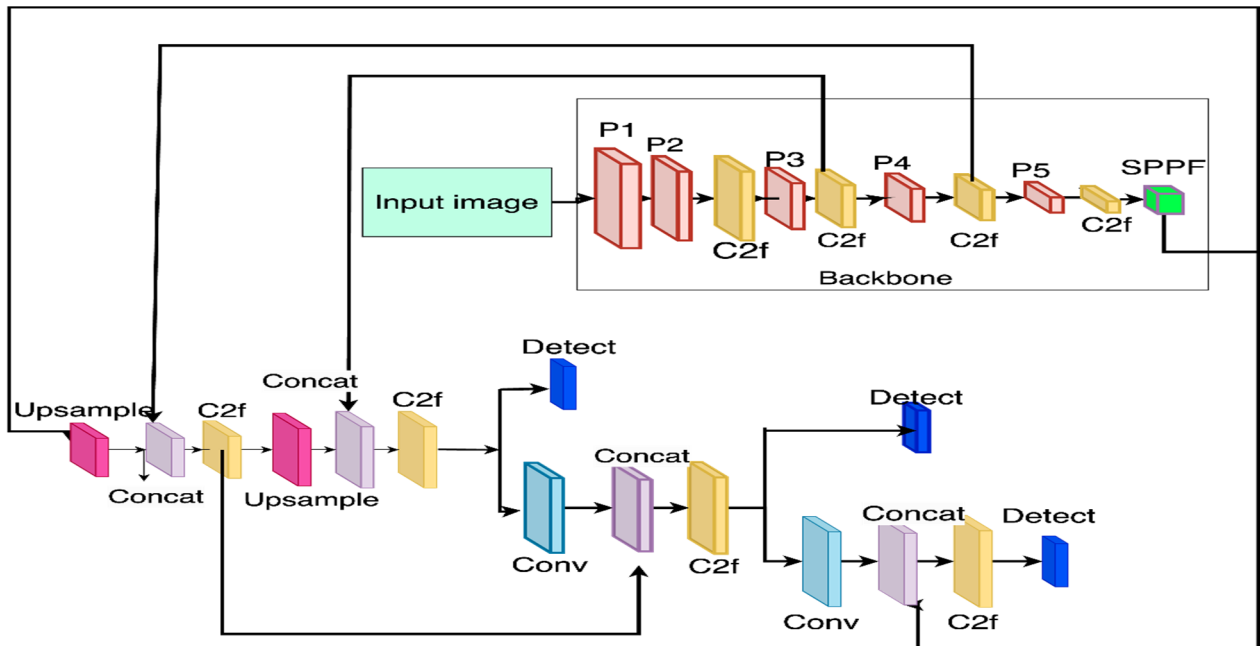 P1
P2
P3
P4
P5
SPPF
Input image
C2f
C2f
C2f
C2f
Backbone
Detect
Concat
Upsample
C2f
C2f
Detect
Concat
Concat
Upsample
Concat
Detect
Conv
C2f
Conv
C2f